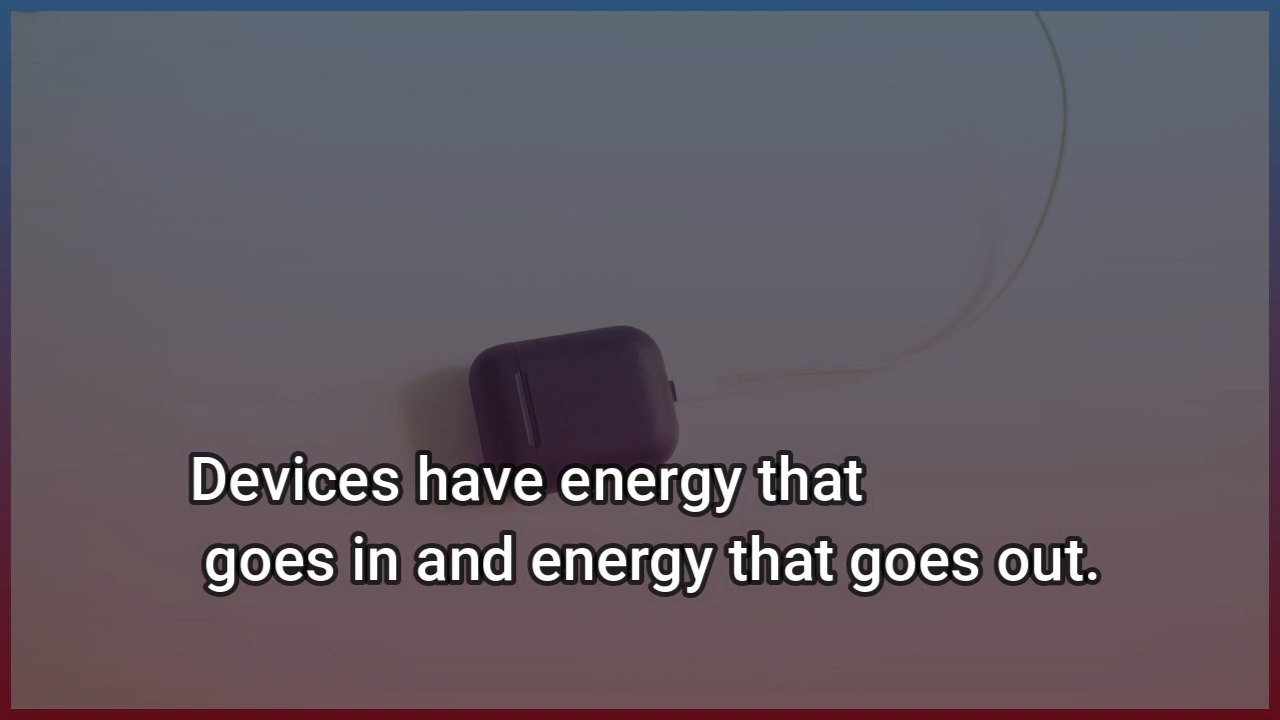 Devices have energy that
goes in and energy that goes out.